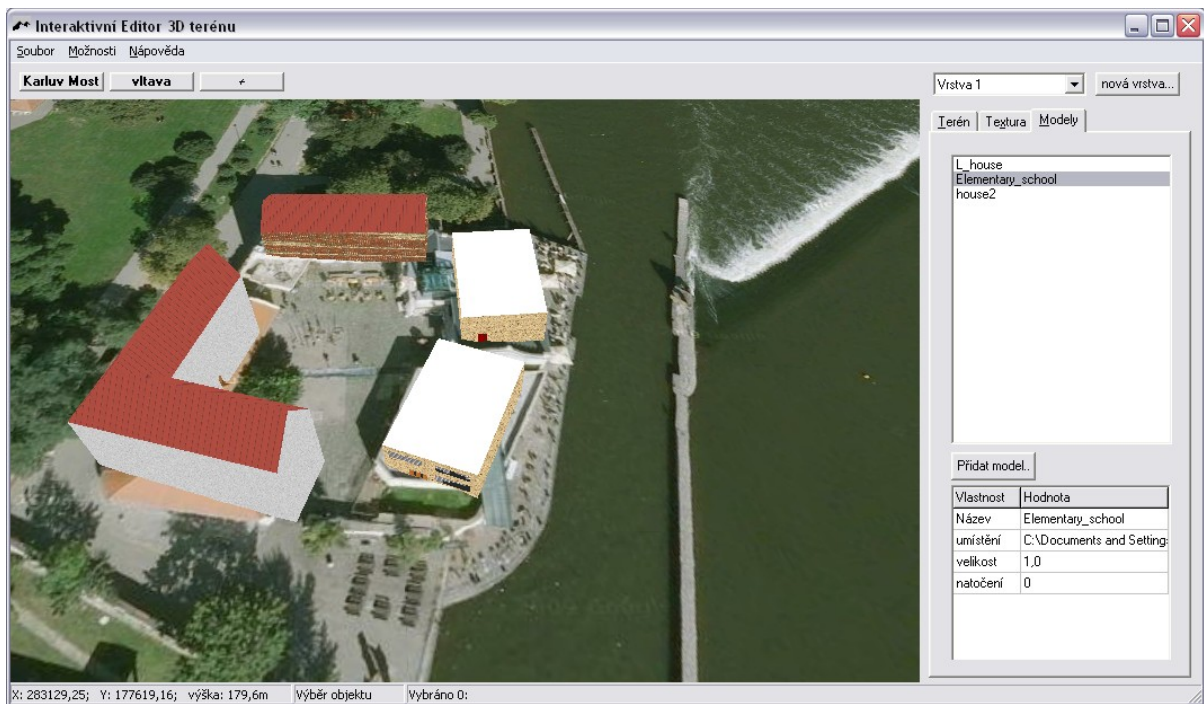 Interaktivní Editor 3D terénu
Soubor Možnosti Nápověda
Karluv Most vltava +
Vrstva 1 nová vrstva...
Terén Textura Modely
L_house
Elementary_school
house2
Přidat model..
Vlastnost Hodnota
Název Elementary_school
umístění C:\Documents and Setting
velikost 1,0
natočení 0
X: 283129,25; Y: 177619,16; výška: 179,6m Výběr objektu Vybráno 0: